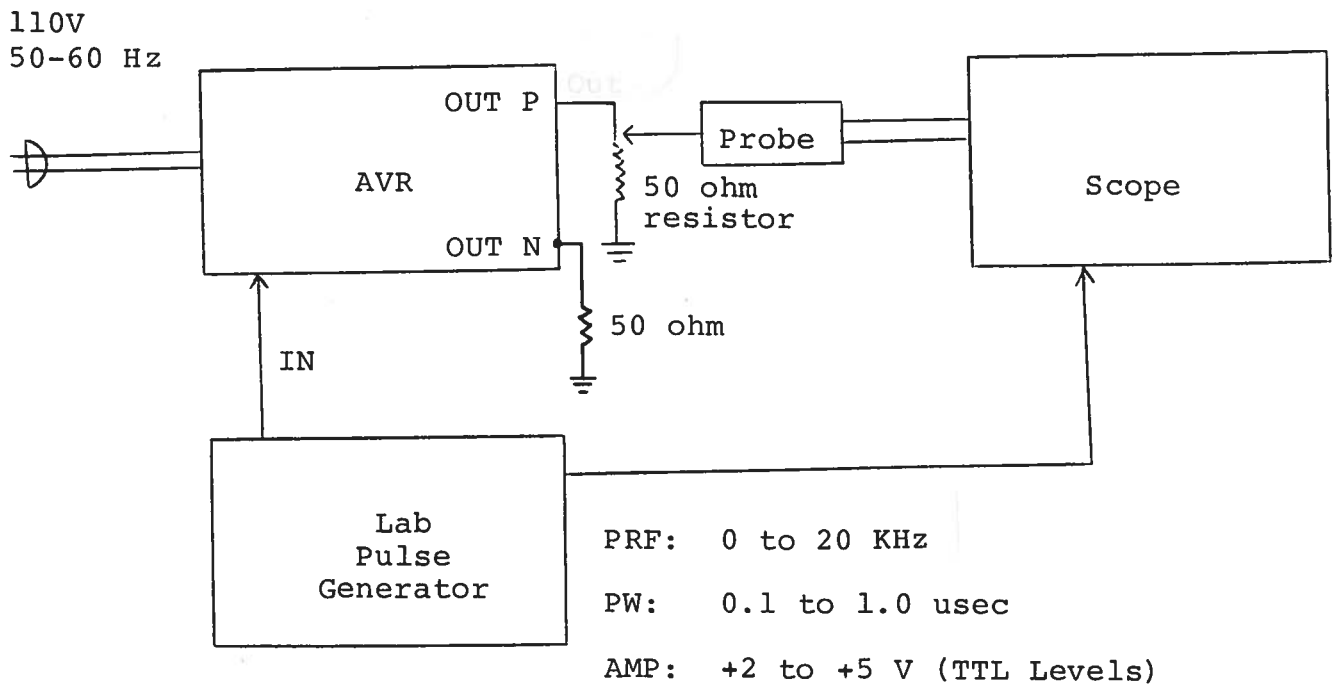 110V
50-60 Hz
Out
OUT P
AVR
OUT N
Probe
50 ohm
resistor
Scope
50 ohm
IN
Lab
Pulse
Generator
PRF: 0 to 20 KHz
PW: 0.1 to 1.0 usec
AMP: +2 to +5 V (TTL Levels)